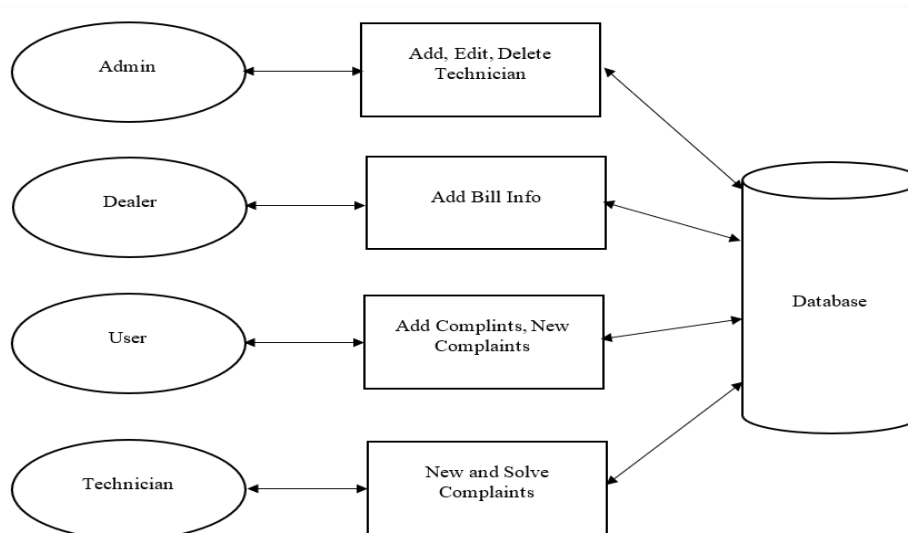 Admin
Add, Edit, Delete
Technician
Dealer
Add Bill Info
User
Add Complints, New
Complaints
Database
Technician
New and Solve
Complaints